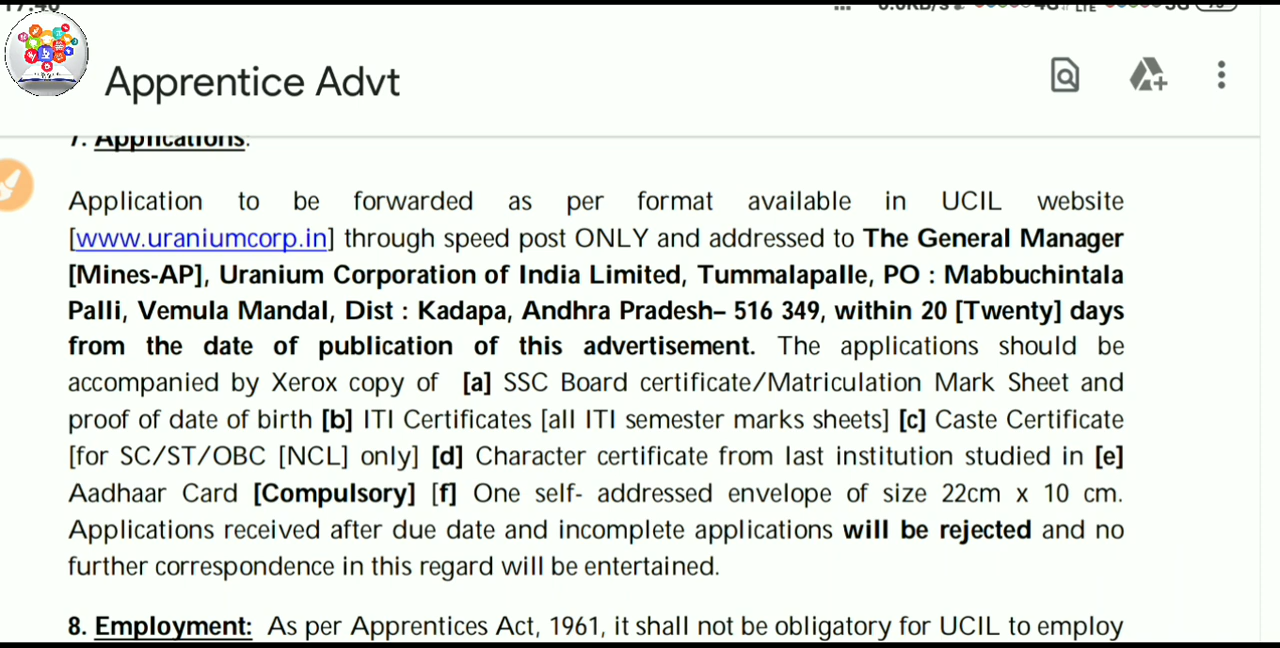 17:40 0.0KB/s 4G LTE 5G
Apprentice Advt
7. Applications:
Application to be forwarded as per format available in UCIL website
[www.uraniumcorp.in] through speed post ONLY and addressed to The General Manager
[Mines-AP], Uranium Corporation of India Limited, Tummalapalle, PO : Mabbuchintala
Palli, Vemula Mandal, Dist : Kadapa, Andhra Pradesh– 516 349, within 20 [Twenty] days
from the date of publication of this advertisement. The applications should be
accompanied by Xerox copy of [a] SSC Board certificate/Matriculation Mark Sheet and
proof of date of birth [b] ITI Certificates [all ITI semester marks sheets] [c] Caste Certificate
[for SC/ST/OBC [NCL] only] [d] Character certificate from last institution studied in [e]
Aadhaar Card [Compulsory] [f] One self- addressed envelope of size 22cm x 10 cm.
Applications received after due date and incomplete applications will be rejected and no
further correspondence in this regard will be entertained.
8. Employment: As per Apprentices Act, 1961, it shall not be obligatory for UCIL to employ